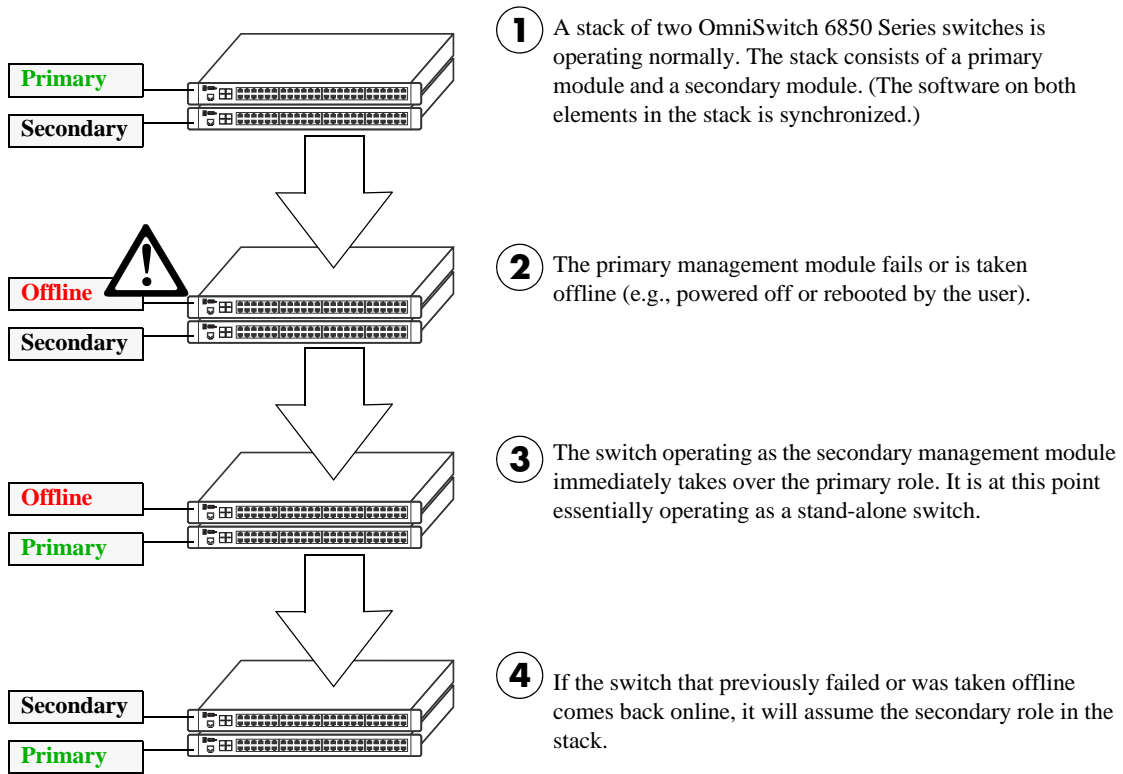 Primary
Secondary
1
A stack of two OmniSwitch 6850 Series switches is
operating normally. The stack consists of a primary
module and a secondary module. (The software on both
elements in the stack is synchronized.)
Offline
Secondary
2
The primary management module fails or is taken
offline (e.g., powered off or rebooted by the user).
Offline
Primary
3
The switch operating as the secondary management module
immediately takes over the primary role. It is at this point
essentially operating as a stand-alone switch.
Secondary
Primary
4
If the switch that previously failed or was taken offline
comes back online, it will assume the secondary role in the
stack.